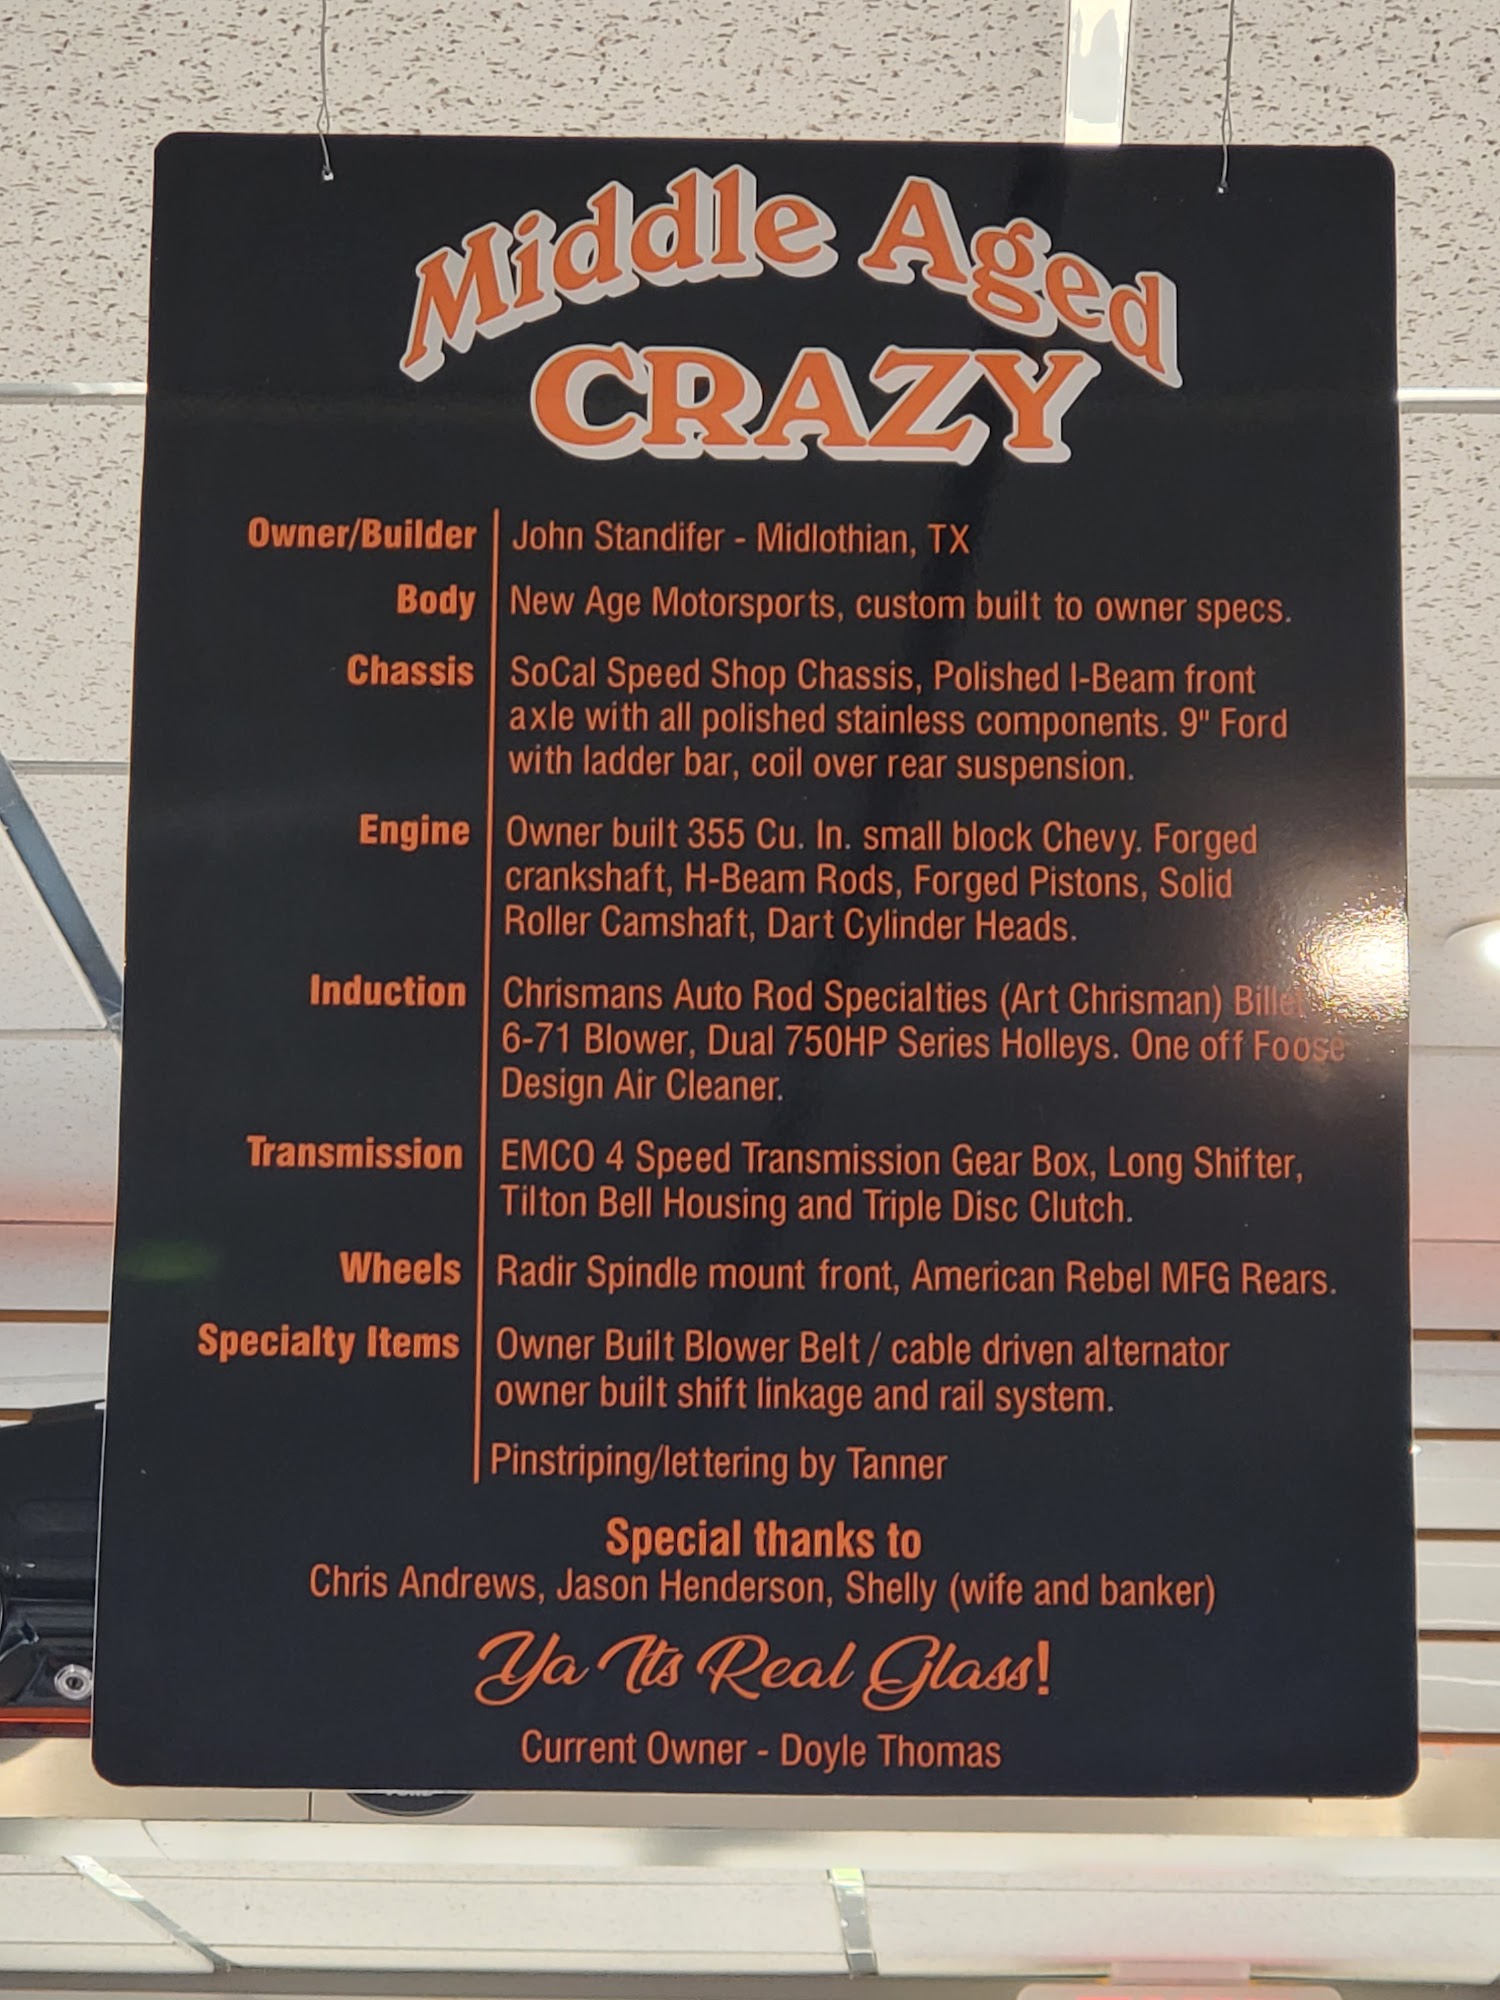 Middle Aged
CRAZY
Owner/Builder John Standifer - Midlothian, TX
Body New Age Motorsports, custom built to owner specs.
Chassis SoCal Speed Shop Chassis, Polished I-Beam front
axle with all polished stainless components. 9" Ford
with ladder bar, coil over rear suspension.
Engine Owner built 355 Cu. In. small block Chevy. Forged
crankshaft, H-Beam Rods, Forged Pistons, Solid
Roller Camshaft, Dart Cylinder Heads.
Induction Chrismans Auto Rod Specialties (Art Chrisman) Billet
6-71 Blower, Dual 750HP Series Holleys. One off Foose
Design Air Cleaner.
Transmission EMCO 4 Speed Transmission Gear Box, Long Shifter,
Tilton Bell Housing and Triple Disc Clutch.
Wheels Radir Spindle mount front, American Rebel MFG Rears.
Specialty Items Owner Built Blower Belt / cable driven alternator
owner built shift linkage and rail system.
Pinstriping/lettering by Tanner
Special thanks to
Chris Andrews, Jason Henderson, Shelly (wife and banker)
Ya Its Real Glass!
Current Owner - Doyle Thomas